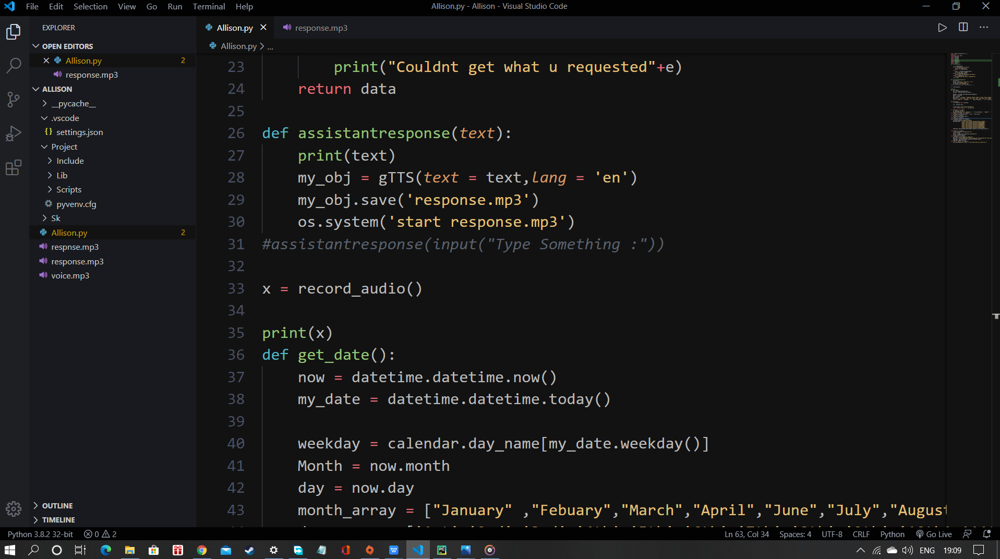 File Edit Selection View Go Run Terminal Help
Allison.py - Allison - Visual Studio Code
EXPLORER
OPEN EDITORS
Allison.py 2
response.mp3
ALLISON
__pycache__
.vscode
{} settings.json
Project
Include
Lib
Scripts
pyvenv.cfg
Sk
Allison.py 2
respnse.mp3
response.mp3
voice.mp3
OUTLINE
TIMELINE
Allison.py
response.mp3
Allison.py > ...
23 print("Couldnt get what u requested"+e)
24 return data
25
26 def assistantresponse(text):
27 print(text)
28 my_obj = gTTS(text = text,lang = 'en')
29 my_obj.save('response.mp3')
30 os.system('start response.mp3')
31 #assistantresponse(input("Type Something :"))
32
33 x = record_audio()
34
35 print(x)
36 def get_date():
37 now = datetime.datetime.now()
38 my_date = datetime.datetime.today()
39
40 weekday = calendar.day_name[my_date.weekday()]
41 Month = now.month
42 day = now.day
43 month_array = ["January" ,"Febuary","March","April","June","July","August
Python 3.8.2 32-bit 0 2 Ln 63, Col 34 Spaces: 4 UTF-8 CRLF Python Go Live
ENG 19:09